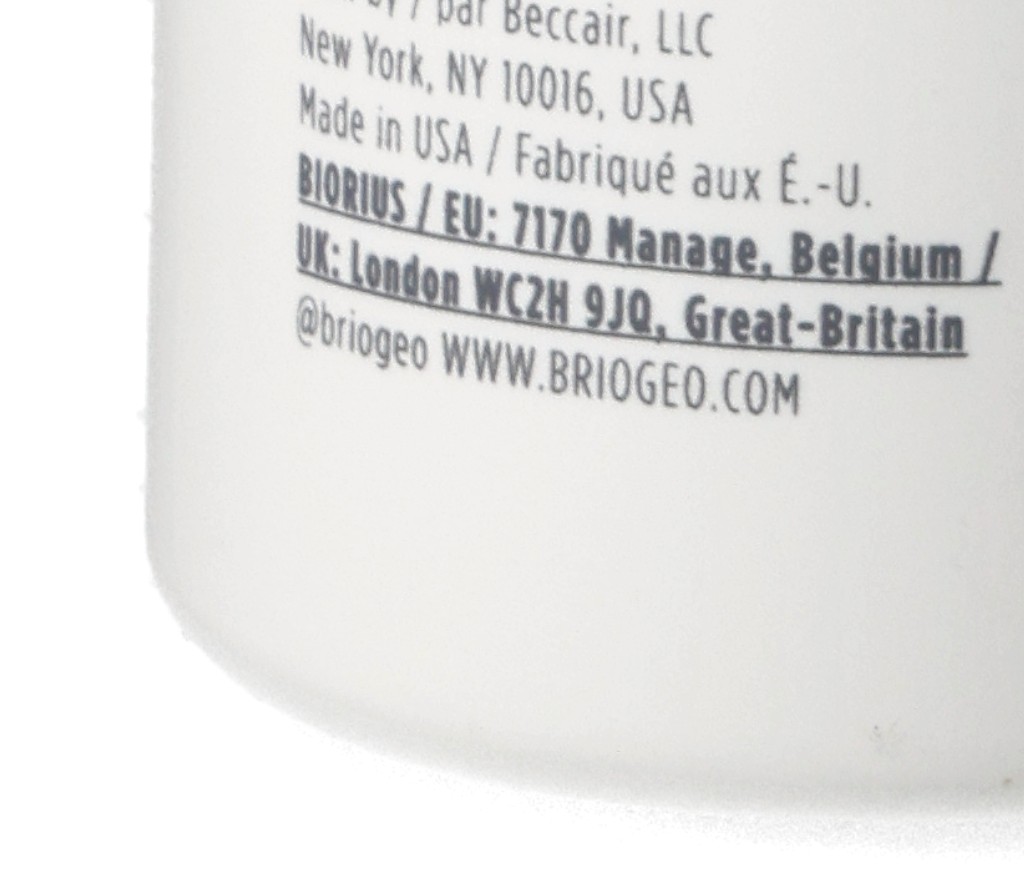 by / par Beccair, LLC
New York, NY 10016, USA
Made in USA / Fabriqué aux É.-U.
BIORIUS / EU: 7170 Manage, Belgium /
UK: London WC2H 9JQ, Great-Britain
@briogeo WWW.BRIOGEO.COM